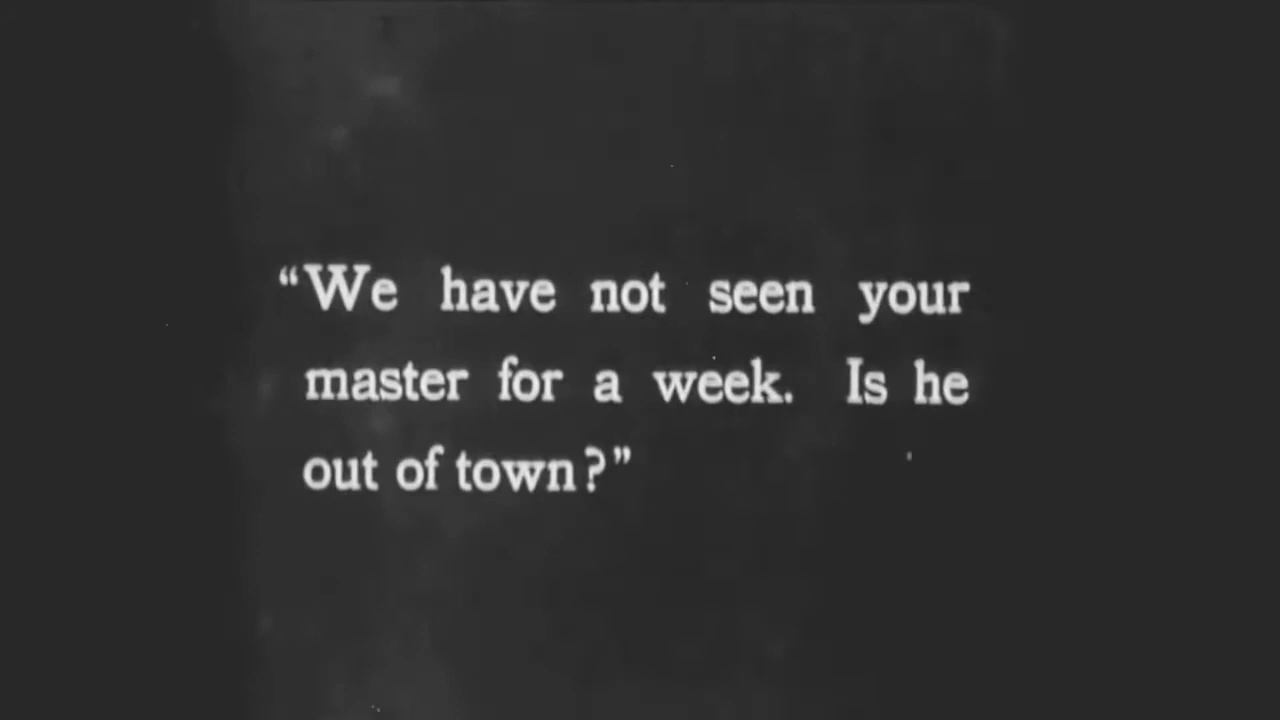 “We have not seen your
master for a week. Is he
out of town?”